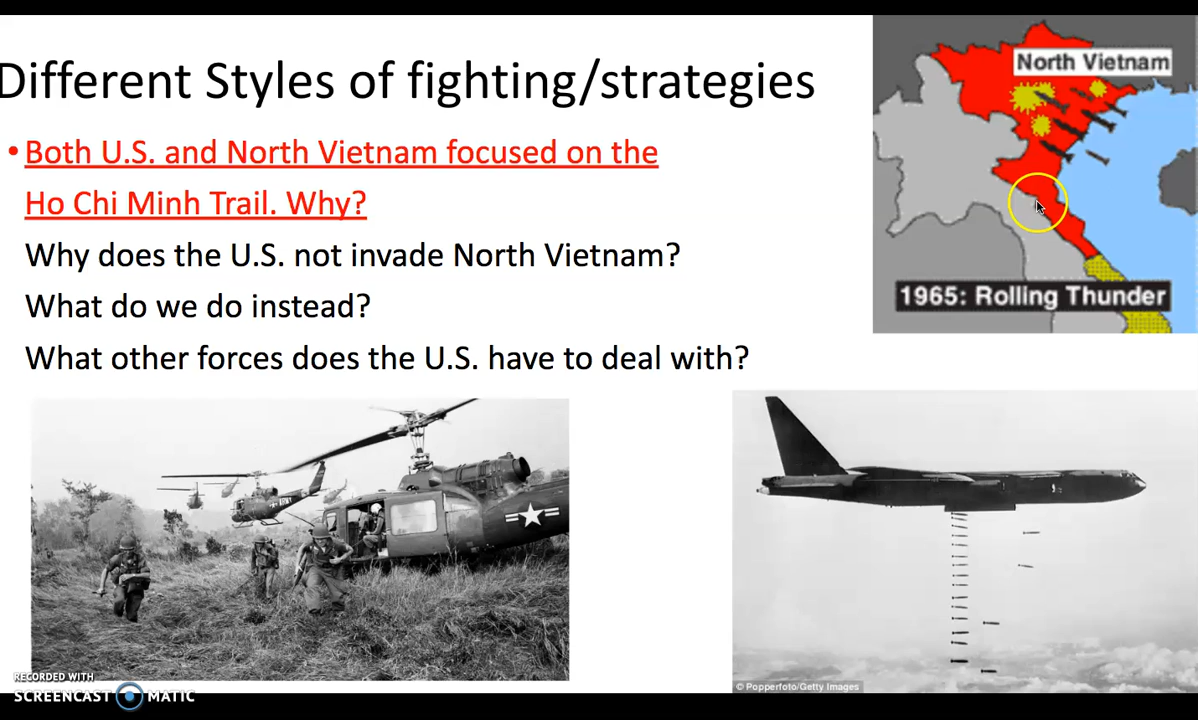 Different Styles of fighting/strategies
• Both U.S. and North Vietnam focused on the
Ho Chi Minh Trail. Why?
Why does the U.S. not invade North Vietnam?
What do we do instead?
What other forces does the U.S. have to deal with?
North Vietnam
1965: Rolling Thunder
ARMY
© Popperfoto/Getty Images
RECORDED WITH
SCREENCAST MATIC